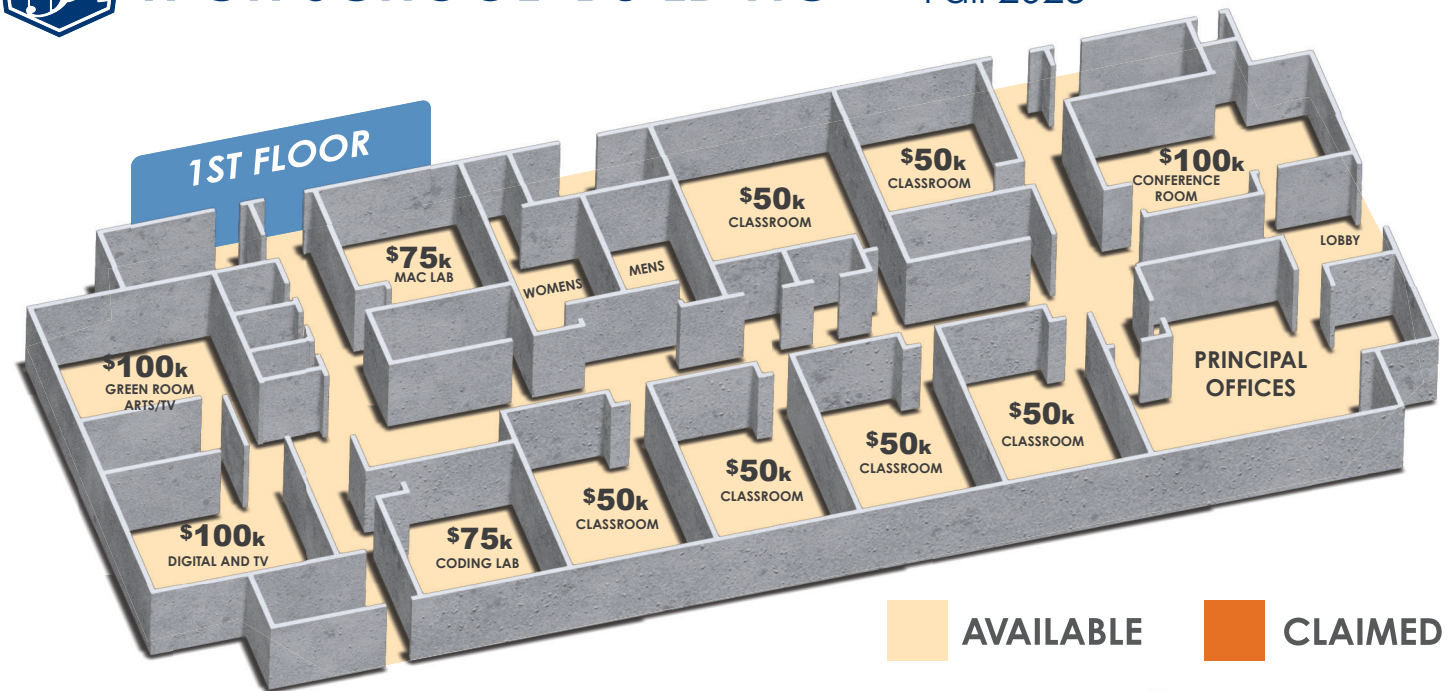 1ST FLOOR
$50k
CLASSROOM
$100k
CONFERENCE
ROOM
$50k
CLASSROOM
LOBBY
$75k
MAC LAB
WOMENS
MENS
$100k
GREEN ROOM
ARTS/TV
PRINCIPAL
OFFICES
$50k
CLASSROOM
$50k
CLASSROOM
$50k
CLASSROOM
$50k
CLASSROOM
$100k
DIGITAL AND TV
$75k
CODING LAB
AVAILABLE
CLAIMED